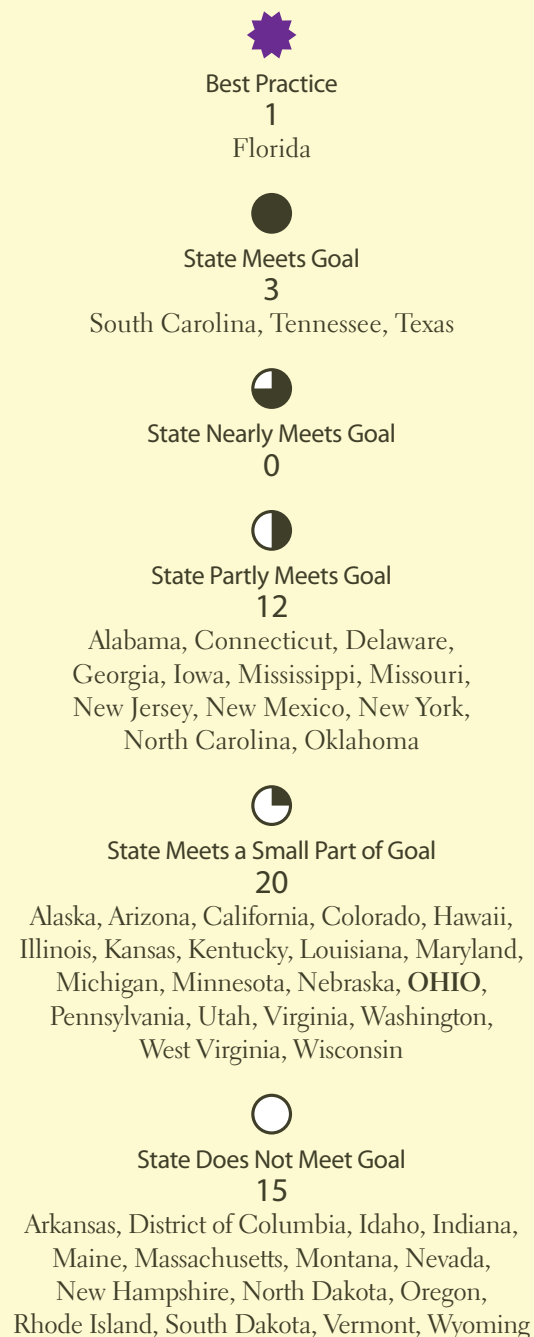 Best Practice
1
Florida
State Meets Goal
3
South Carolina, Tennessee, Texas
State Nearly Meets Goal
0
State Partly Meets Goal
12
Alabama, Connecticut, Delaware,
Georgia, Iowa, Mississippi, Missouri,
New Jersey, New Mexico, New York,
North Carolina, Oklahoma
State Meets a Small Part of Goal
20
Alaska, Arizona, California, Colorado, Hawaii,
Illinois, Kansas, Kentucky, Louisiana, Maryland,
Michigan, Minnesota, Nebraska, OHIO,
Pennsylvania, Utah, Virginia, Washington,
West Virginia, Wisconsin
State Does Not Meet Goal
15
Arkansas, District of Columbia, Idaho, Indiana,
Maine, Massachusetts, Montana, Nevada,
New Hampshire, North Dakota, Oregon,
Rhode Island, South Dakota, Vermont, Wyoming